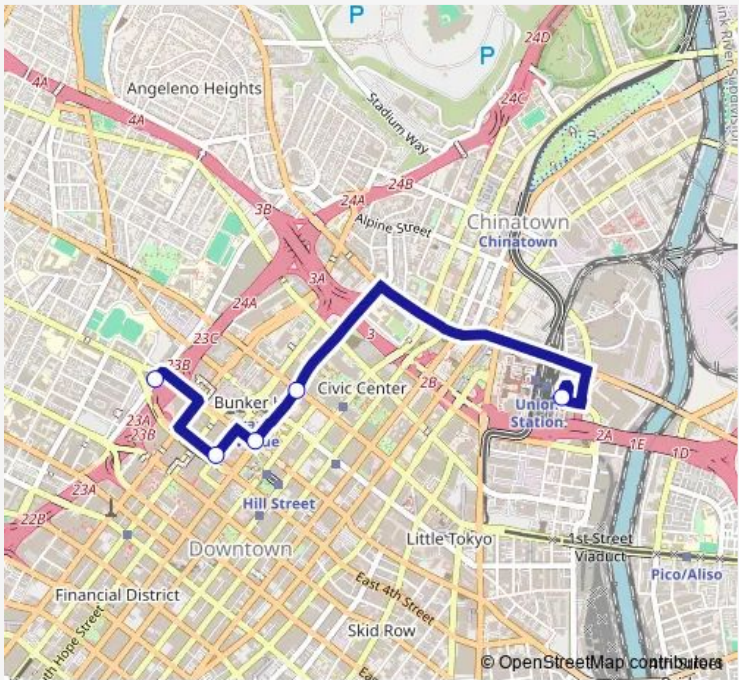 P
P
24D
4A
Angeleno Heights
4A
24C
Stadium Way
24B
24A
3B
Alpine Street
Chinatown
Chinatown
3A
24A
3
23C
23B
Bunker
Civic Center
2B
Union
Station
23A
23B
2A
1E
1D
23A
Hill Street
22B
Downtown
Little Tokyo
1st Street
Viaduct
Pico/Aliso
Financial District
East 4th Street
Skid Row
Hope Street
© OpenStreetMap contributors